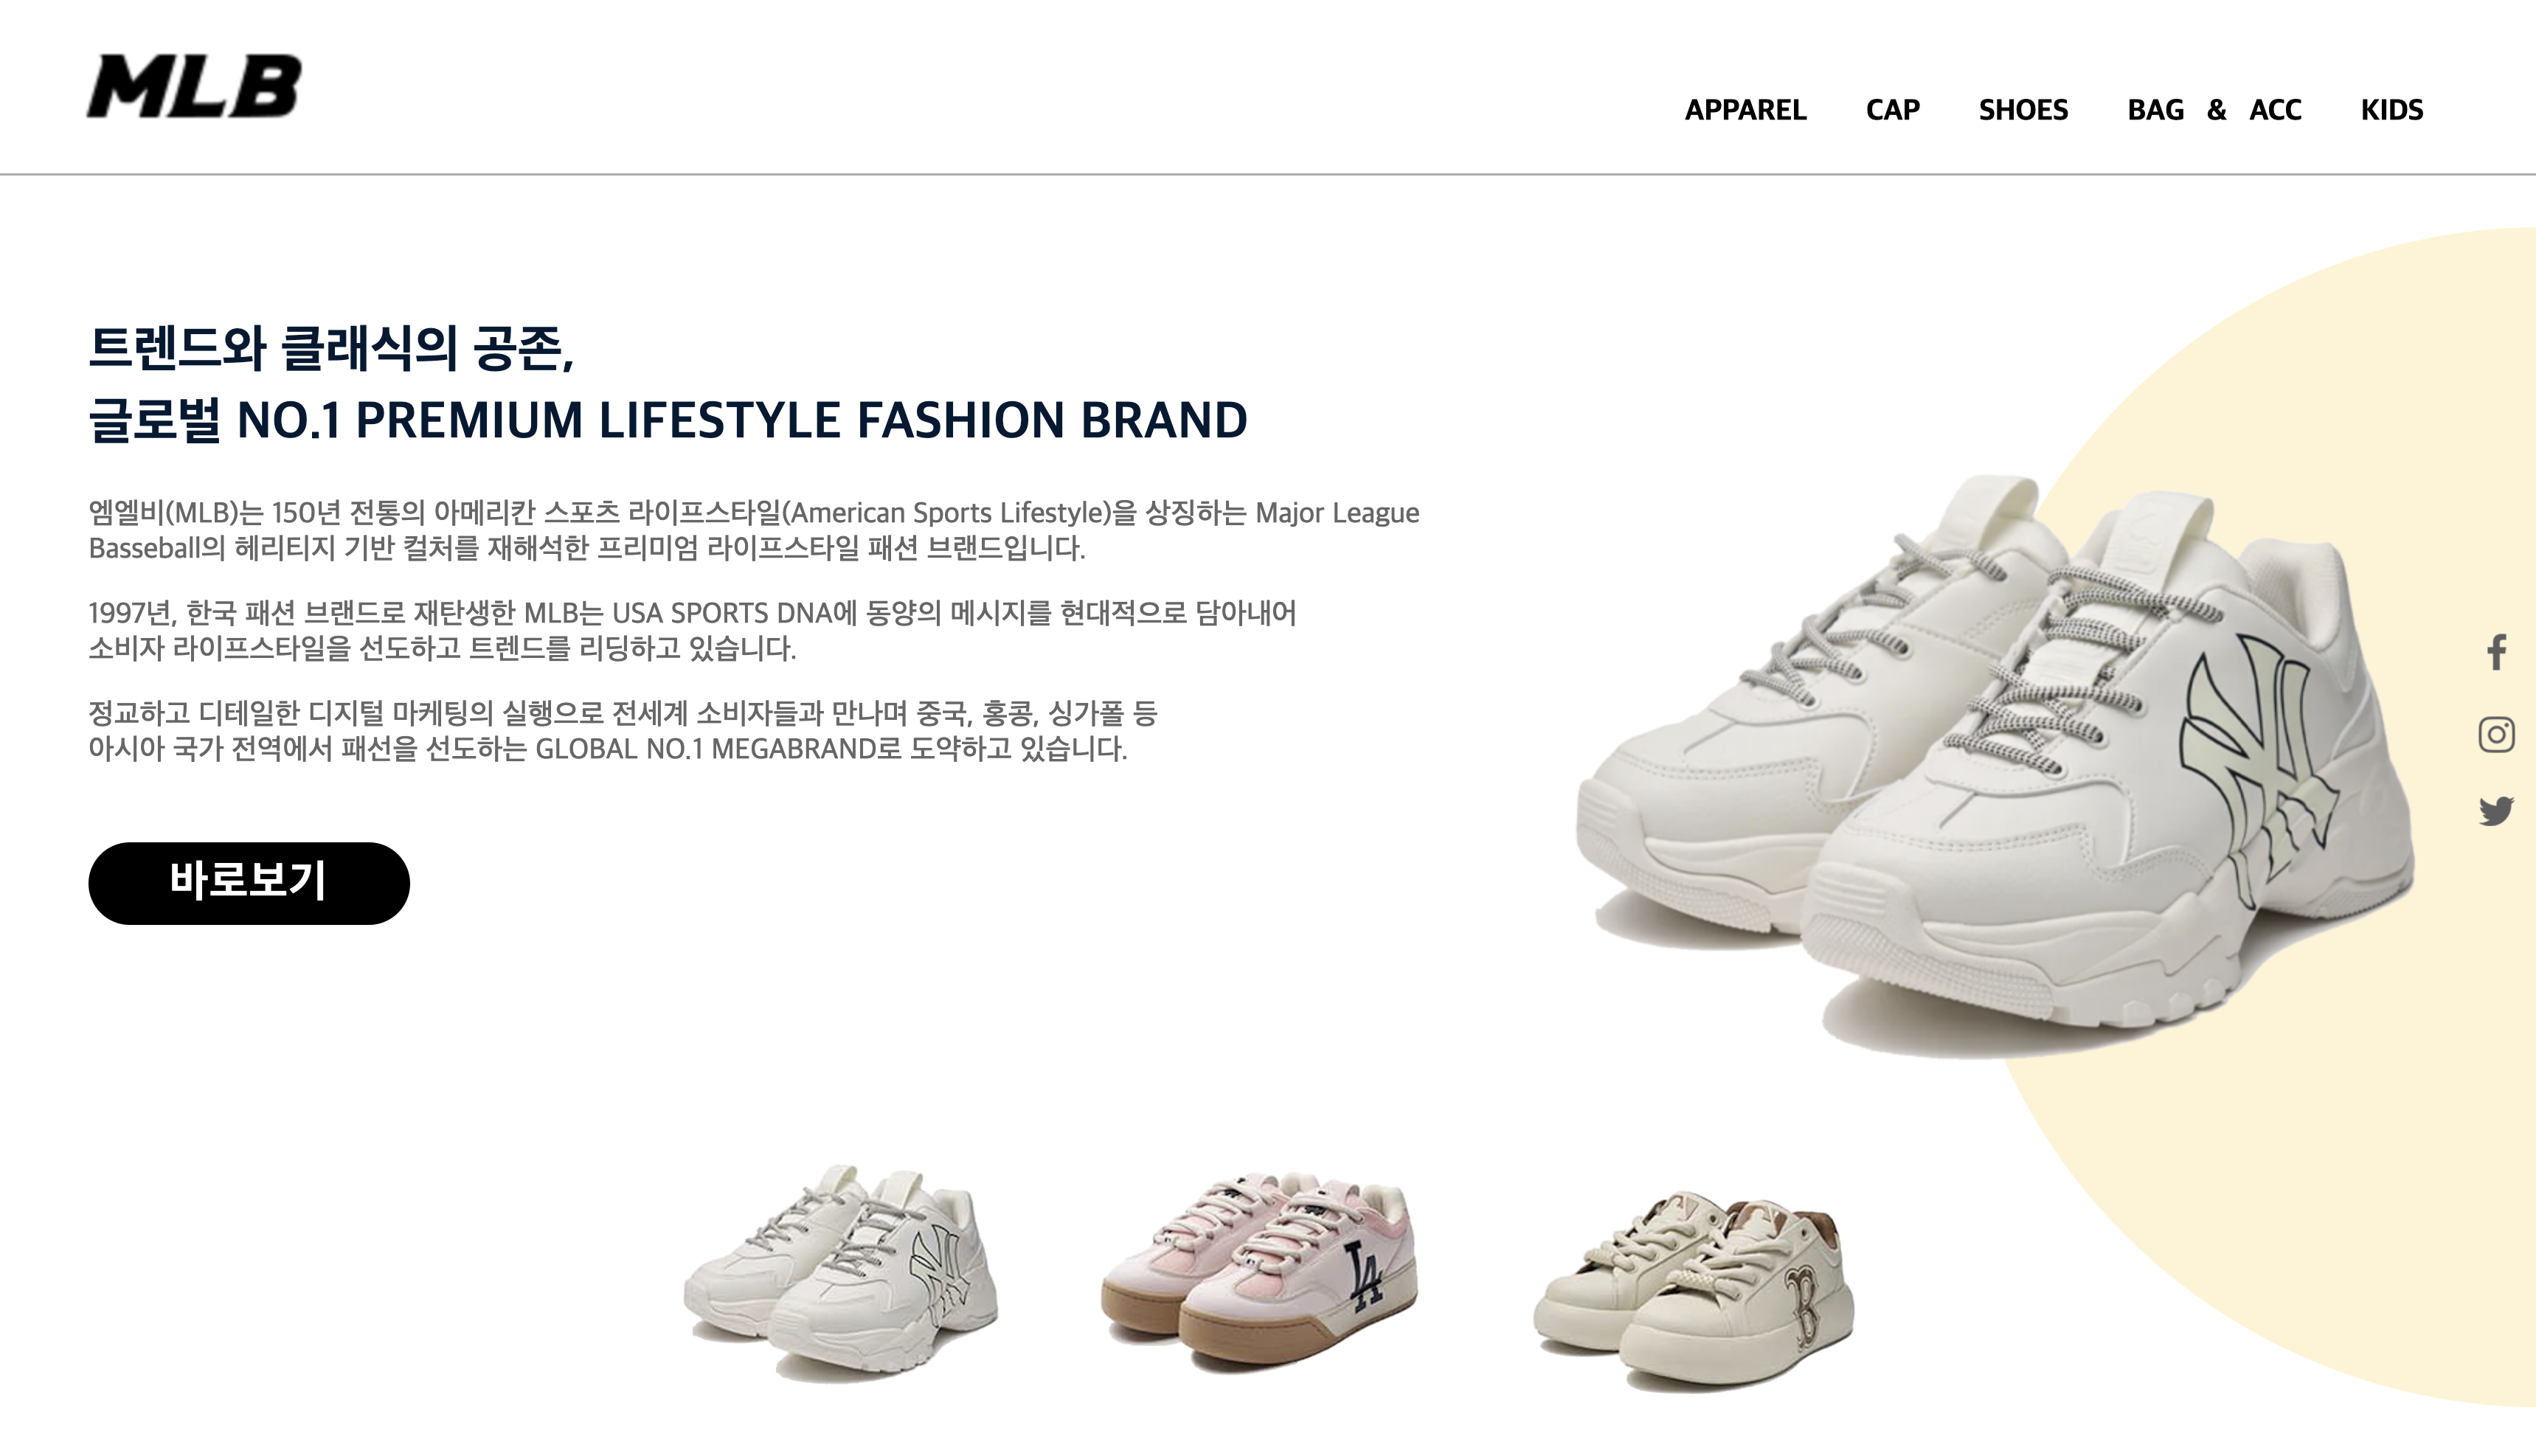 MLB
APPAREL CAP SHOES BAG & ACC KIDS
트렌드와 클래식의 공존,
글로벌 NO.1 PREMIUM LIFESTYLE FASHION BRAND
엠엘비(MLB)는 150년 전통의 아메리칸 스포츠 라이프스타일(American Sports Lifestyle)을 상징하는 Major League
Basseball의 헤리티지 기반 컬처를 재해석한 프리미엄 라이프스타일 패션 브랜드입니다.
1997년, 한국 패션 브랜드로 재탄생한 MLB는 USA SPORTS DNA에 동양의 메시지를 현대적으로 담아내어
소비자 라이프스타일을 선도하고 트렌드를 리딩하고 있습니다.
정교하고 디테일한 디지털 마케팅의 실행으로 전세계 소비자들과 만나며 중국, 홍콩, 싱가폴 등
아시아 국가 전역에서 패선을 선도하는 GLOBAL NO.1 MEGABRAND로 도약하고 있습니다.
바로보기
NY
NY
LA
B